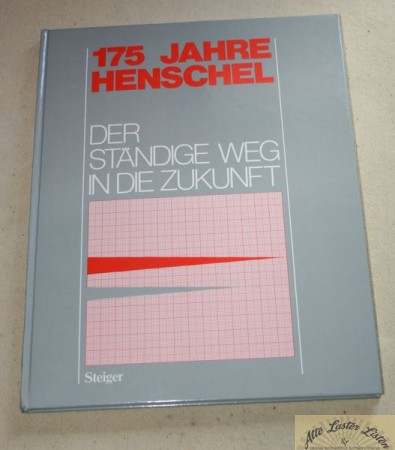 175 JAHRE
HENSCHEL
DER
STÄNDIGE WEG
IN DIE ZUKUNFT
Steiger
Alte Laster Listen